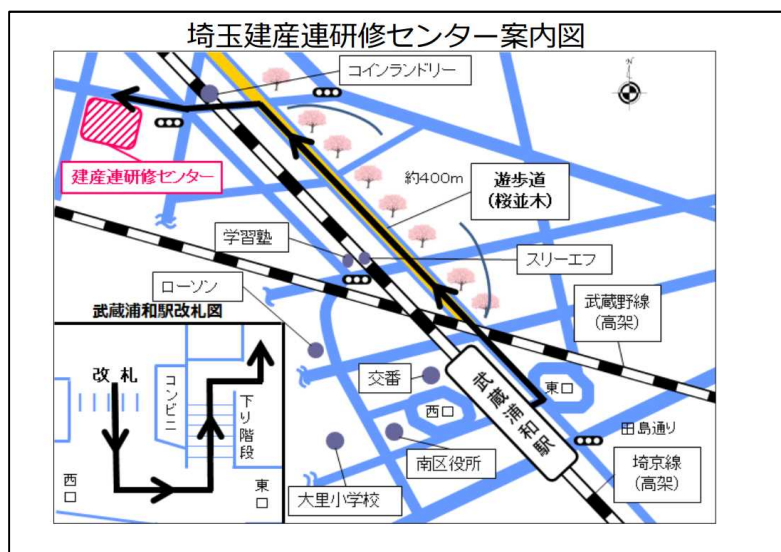 埼玉建産連研修センター案内図
コインランドリー
N
建産連研修センター
約400m
遊歩道
(桜並木)
学習塾
スリーエフ
ローソン
武蔵野線
(高架)
武蔵浦和駅改札図
改 札
コンビニ
下り階段
西口
東口
交番
西口
武蔵浦和駅
東口
田島通り
南区役所
大里小学校
埼京線
(高架)